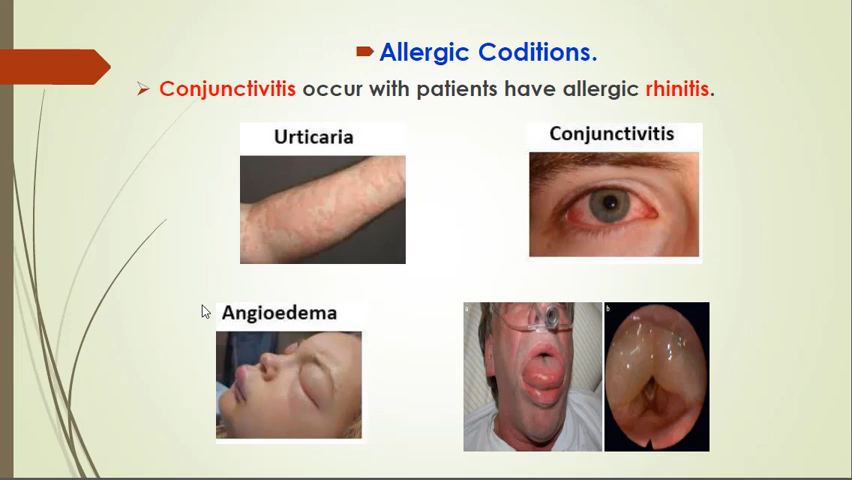 Allergic Coditions.
Conjunctivitis occur with patients have allergic rhinitis.
Urticaria
Conjunctivitis
Angioedema
a
b